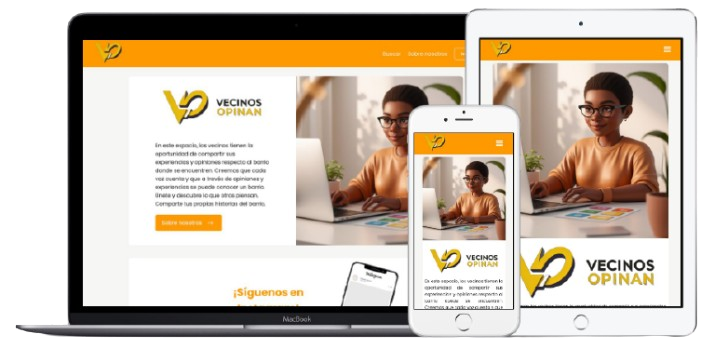 Buscar Sobre nosotros
VECINOS
OPINAN
En este espacio, los vecinos tienen la
oportunidad de compartir sus
experiencias y opiniones respecto al barrio
donde se encuentren. Creemos que cada
voz cuenta y que a través de opiniones y
experiencias se puede conocer un barrio
única y descubre lo que otros piensan.
Comparte tus propias historias del barrio.
Sobre nosotros →
¡Síguenos en
MacBook
VECINOS
OPINAN
En este espacio, los vecinos tienen la
oportunidad de compartir sus
experiencias y opiniones respecto al
barrio donde se encuentren.
Creemos que cada voz cuenta y que
VECINOS
OPINAN